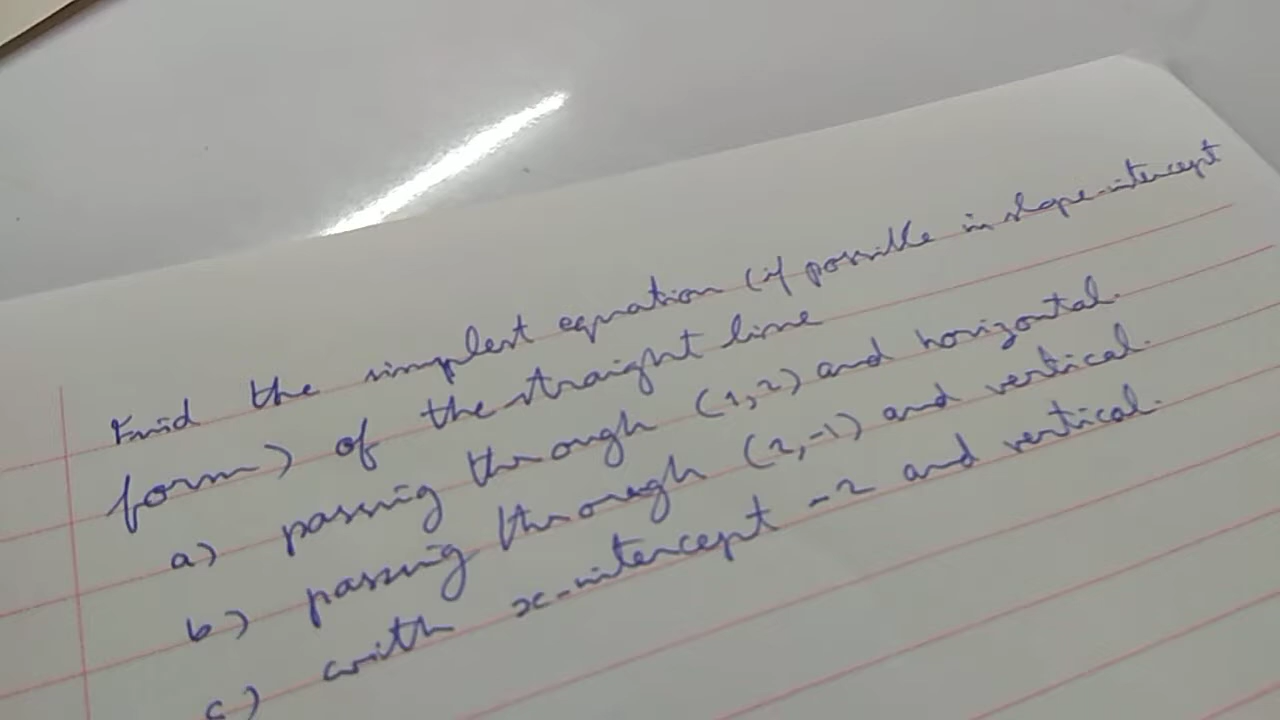 Find the simplest equation (if possible in slope-intercept
form) of the straight line
a) passing through (1,2) and horizontal.
b) passing through (2,-1) and vertical.
c) with x-intercept -2 and vertical.